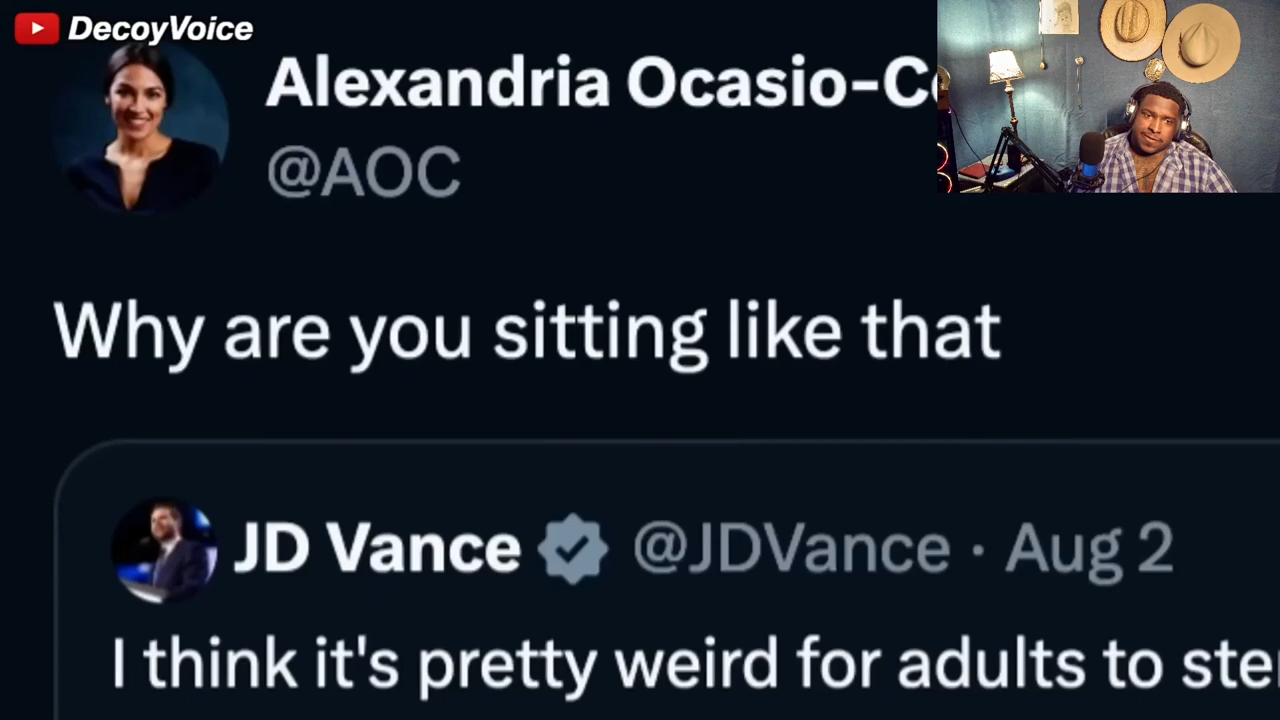 DecoyVoice
Alexandria Ocasio-C
@AOC
Why are you sitting like that
JD Vance @JDVance · Aug 2
I think it's pretty weird for adults to ste